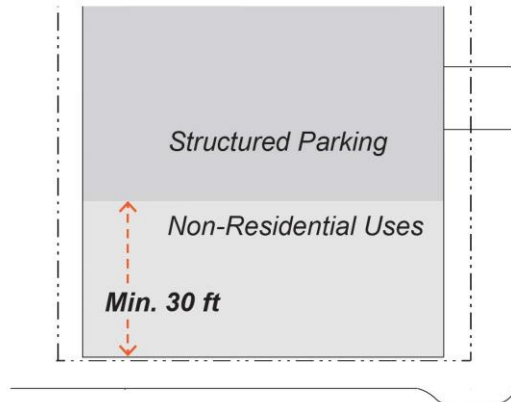 Structured Parking
Non-Residential Uses
Min. 30 ft